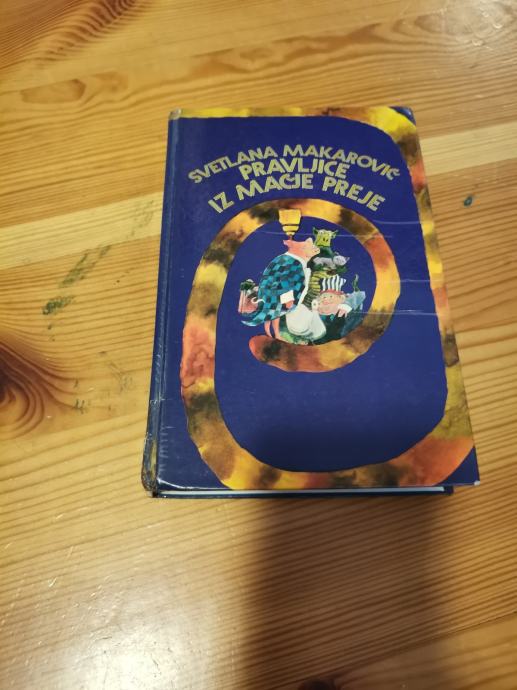 SVETLANA MAKAROVIČ
PRAVLJICE
IZ MAČJE PREJE